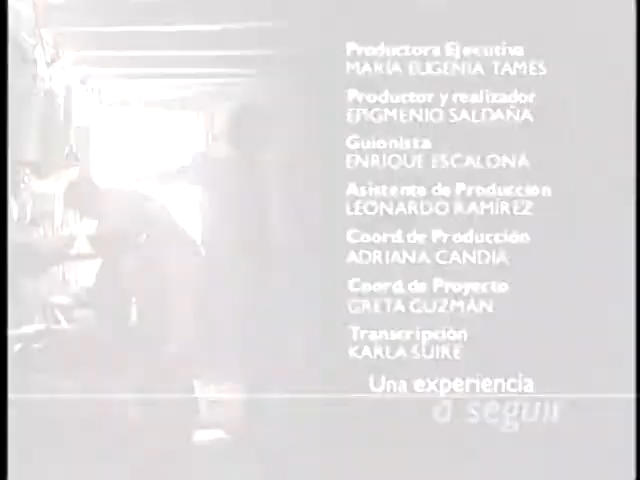 Productora Ejecutiva
MARÍA EUGENIA TAMES
Productor y realizador
EPIGMENIO SALDAÑA
Guionista
ENRIQUE ESCALONA
Asistente de Producción
LEONARDO RAMÍREZ
Coord. de Producción
ADRIANA CANDIA
Coord. de Proyecto
GRETA GUZMÁN
Transcripción
KARLA SUIRE
Una experiencia
a seguir